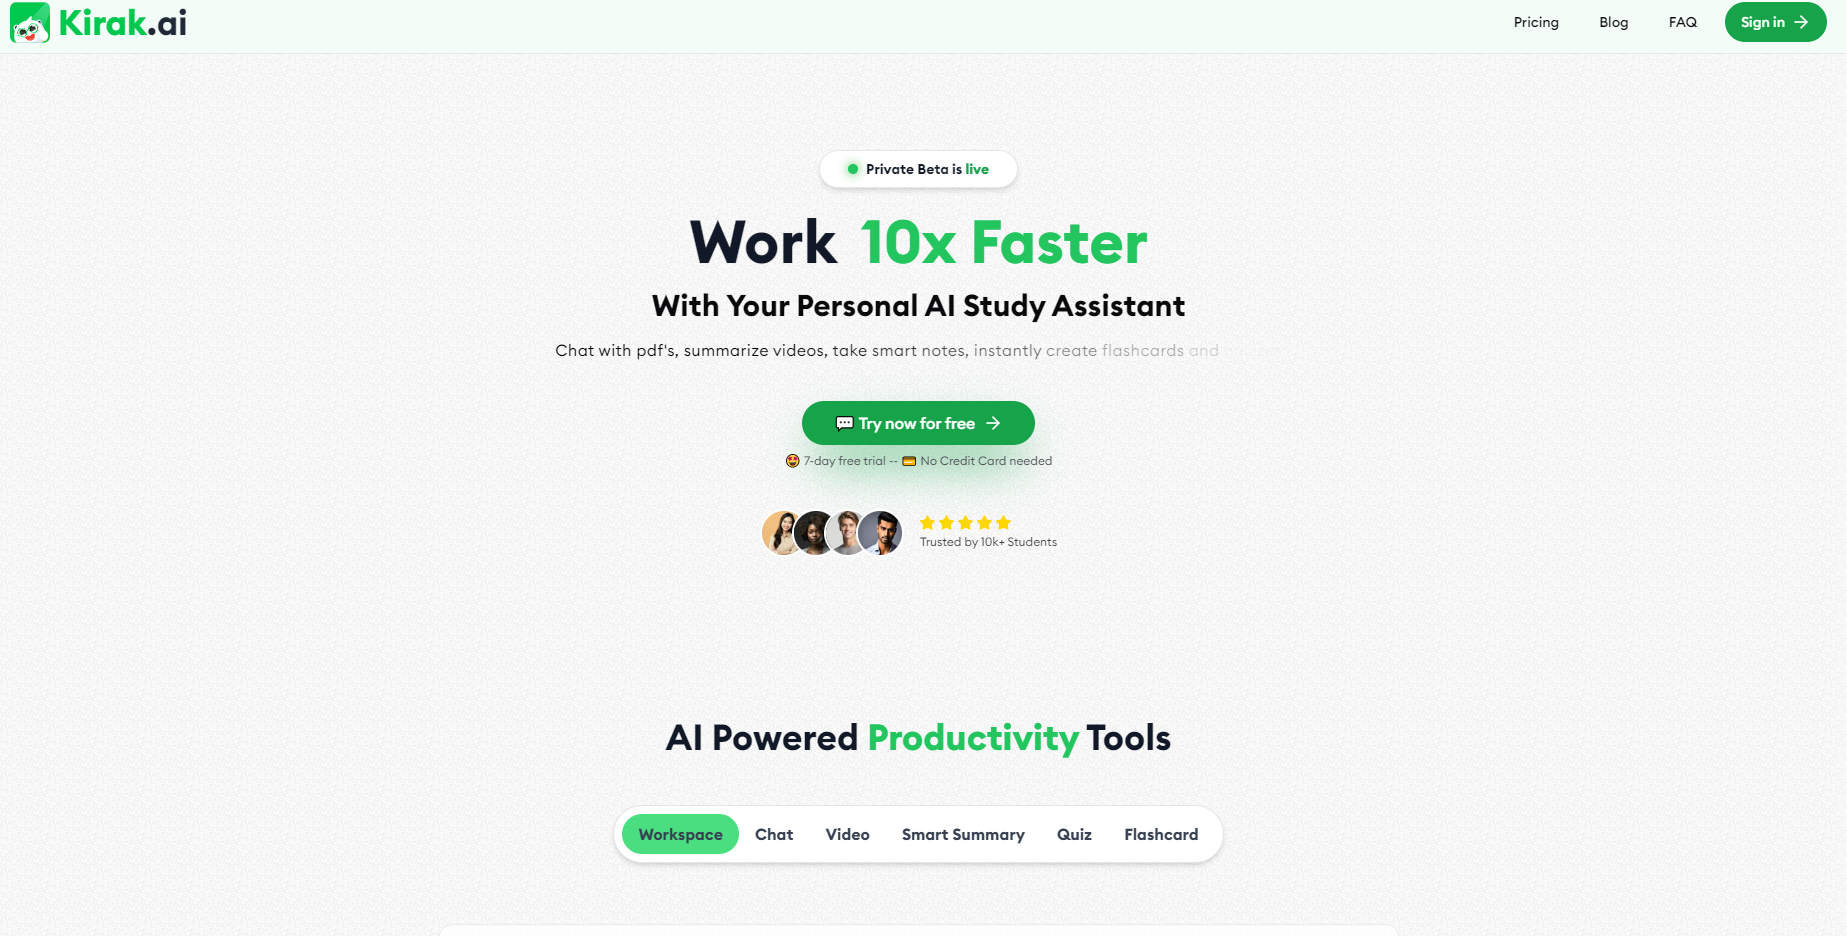 Kirak.ai
Pricing Blog FAQ Sign in
Private Beta is live
Work 10x Faster
With Your Personal AI Study Assistant
Chat with pdf's, summarize videos, take smart notes, instantly create flashcards and
Try now for free
7-day free trial -- No Credit Card needed
Trusted by 10k+ Students
AI Powered Productivity Tools
Workspace Chat Video Smart Summary Quiz Flashcard